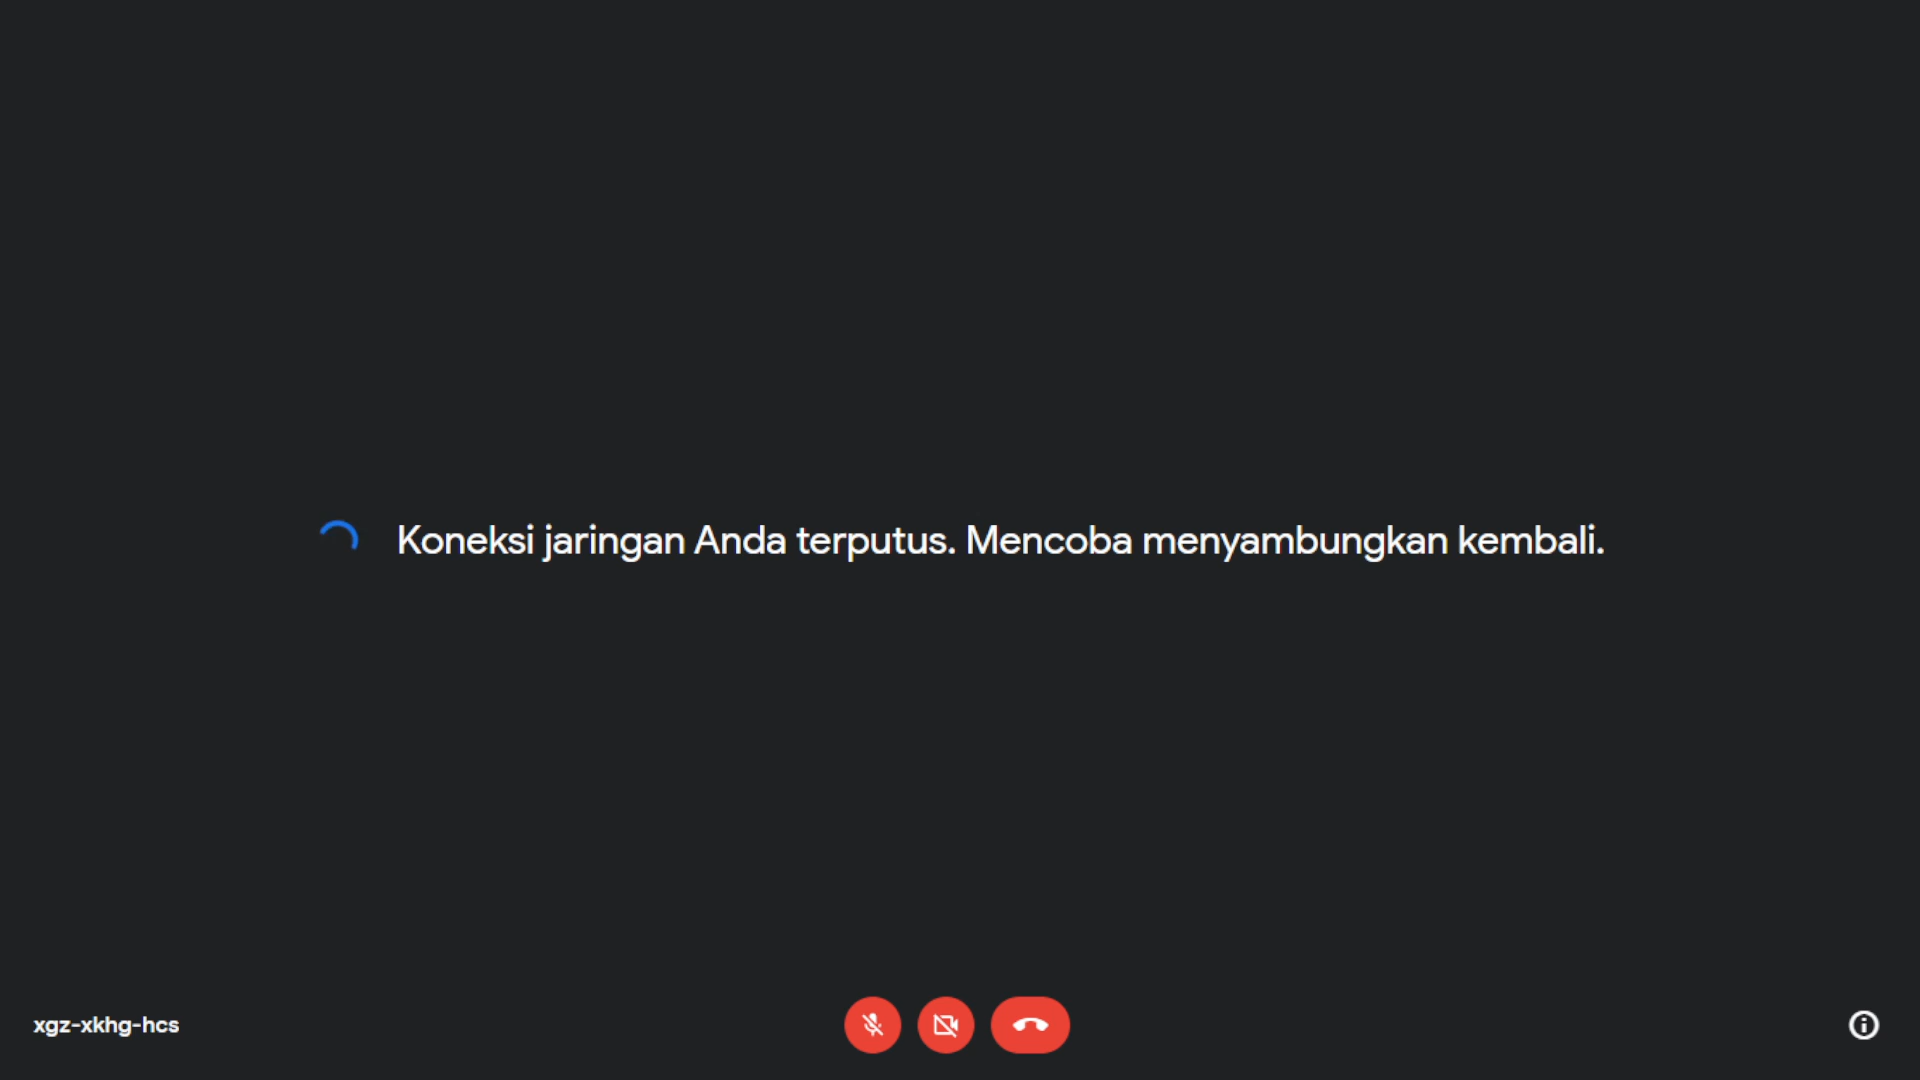 Koneksi jaringan Anda terputus. Mencoba menyambungkan kembali.
xgz-xkhg-hcs